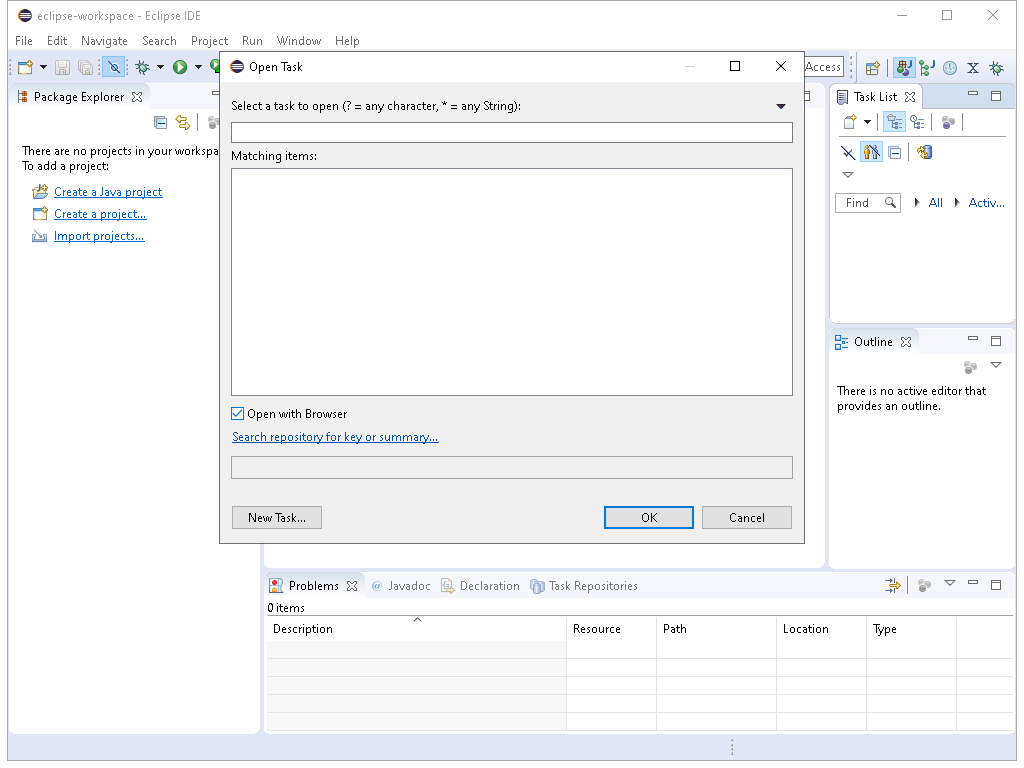 eclipse-workspace - Eclipse IDE
File Edit Navigate Search Project Run Window Help
Access
Open Task
Package Explorer
Task List
Select a task to open (? = any character, * = any String):
Matching items:
There are no projects in your workspa
To add a project:
Create a Java project
Create a project...
Import projects...
Find All Activ...
Outline
There is no active editor that
provides an outline.
Open with Browser
Search repository for key or summary...
New Task... OK Cancel
Problems @ Javadoc Declaration Task Repositories
0 items
Description Resource Path Location Type